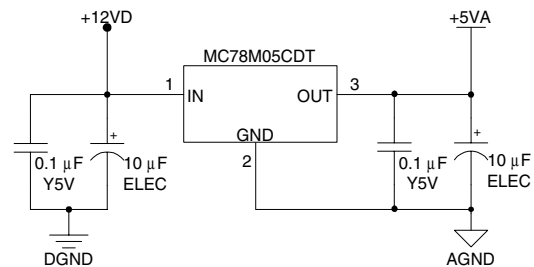 +12VD
+5VA
MC78M05CDT
1
IN
OUT
3
GND
2
+
0.1 µF
Y5V
10 µF
ELEC
+
0.1 µF
Y5V
10 µF
ELEC
DGND
AGND